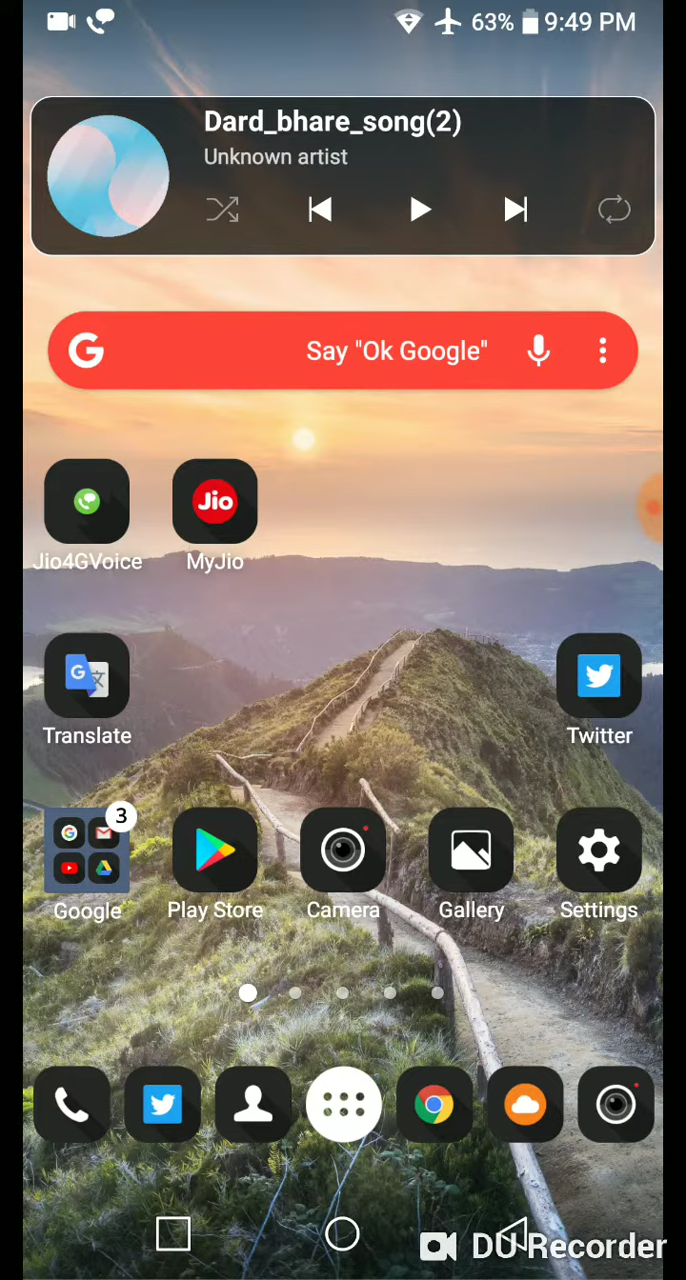 63% 9:49 PM
Dard_bhare_song(2)
Unknown artist
G Say "Ok Google"
Jio
Jio4GVoice MyJio
G 文
Translate Twitter
3
G
Google Play Store Camera Gallery Settings
DU Recorder